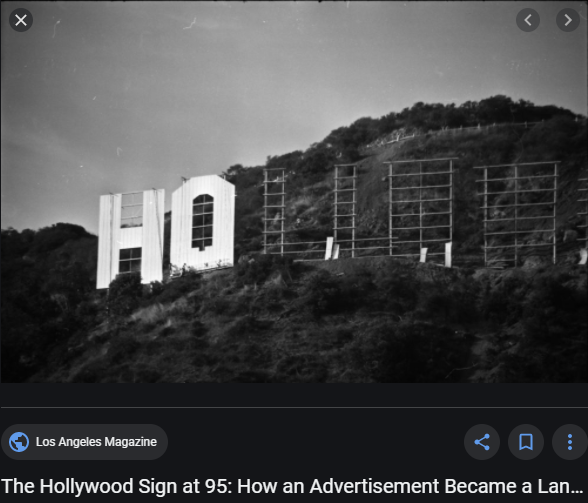 HO
Los Angeles Magazine
The Hollywood Sign at 95: How an Advertisement Became a Lan...